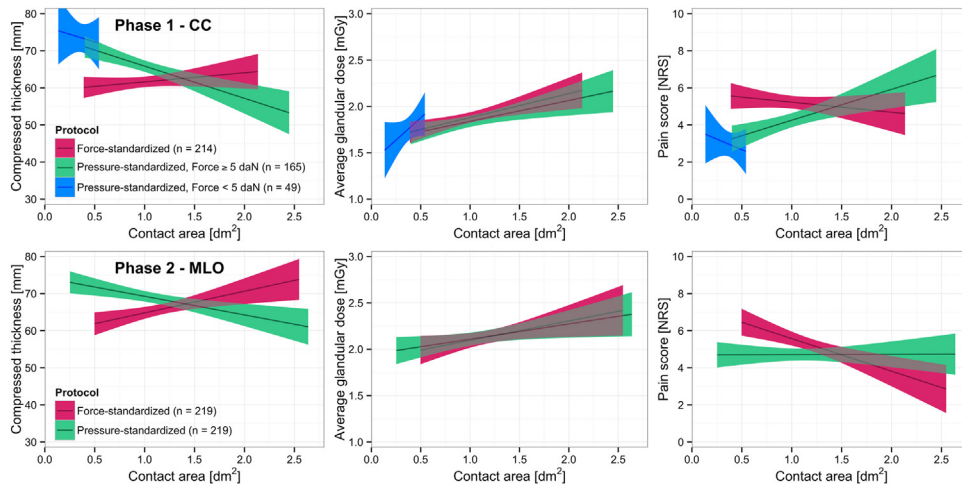 Phase 1 - CC
Compressed thickness [mm]
80
70
60
50
40
30
Protocol
Force-standardized (n = 214)
Pressure-standardized, Force ≥ 5 daN (n = 165)
Pressure-standardized, Force < 5 daN (n = 49)
0.0 0.5 1.0 1.5 2.0 2.5
Contact area [dm²]
Average glandular dose [mGy]
3.0
2.5
2.0
1.5
1.0
0.0 0.5 1.0 1.5 2.0 2.5
Contact area [dm²]
Pain score [NRS]
10
8
6
4
2
0
0.0 0.5 1.0 1.5 2.0 2.5
Contact area [dm²]
Phase 2 - MLO
Compressed thickness [mm]
80
70
60
50
40
30
Protocol
Force-standardized (n = 219)
Pressure-standardized (n = 219)
0.0 0.5 1.0 1.5 2.0 2.5
Contact area [dm²]
Average glandular dose [mGy]
3.0
2.5
2.0
1.5
1.0
0.0 0.5 1.0 1.5 2.0 2.5
Contact area [dm²]
Pain score [NRS]
10
8
6
4
2
0
0.0 0.5 1.0 1.5 2.0 2.5
Contact area [dm²]